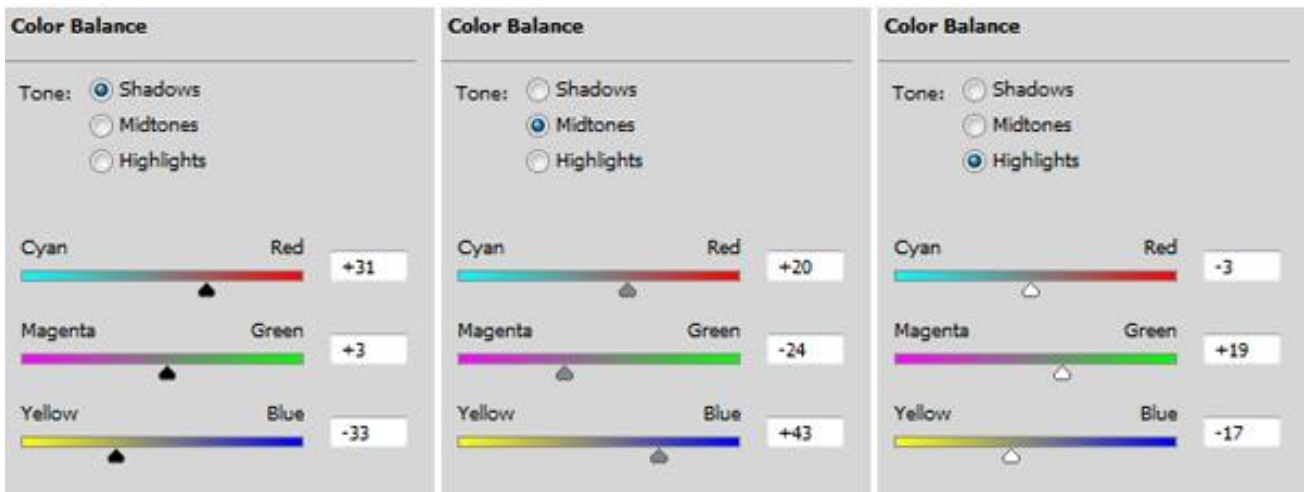 Color Balance
Tone: Shadows
Midtones
Highlights
Cyan Red +31
Magenta Green +3
Yellow Blue -33
Color Balance
Tone: Shadows
Midtones
Highlights
Cyan Red +20
Magenta Green -24
Yellow Blue +43
Color Balance
Tone: Shadows
Midtones
Highlights
Cyan Red -3
Magenta Green +19
Yellow Blue -17